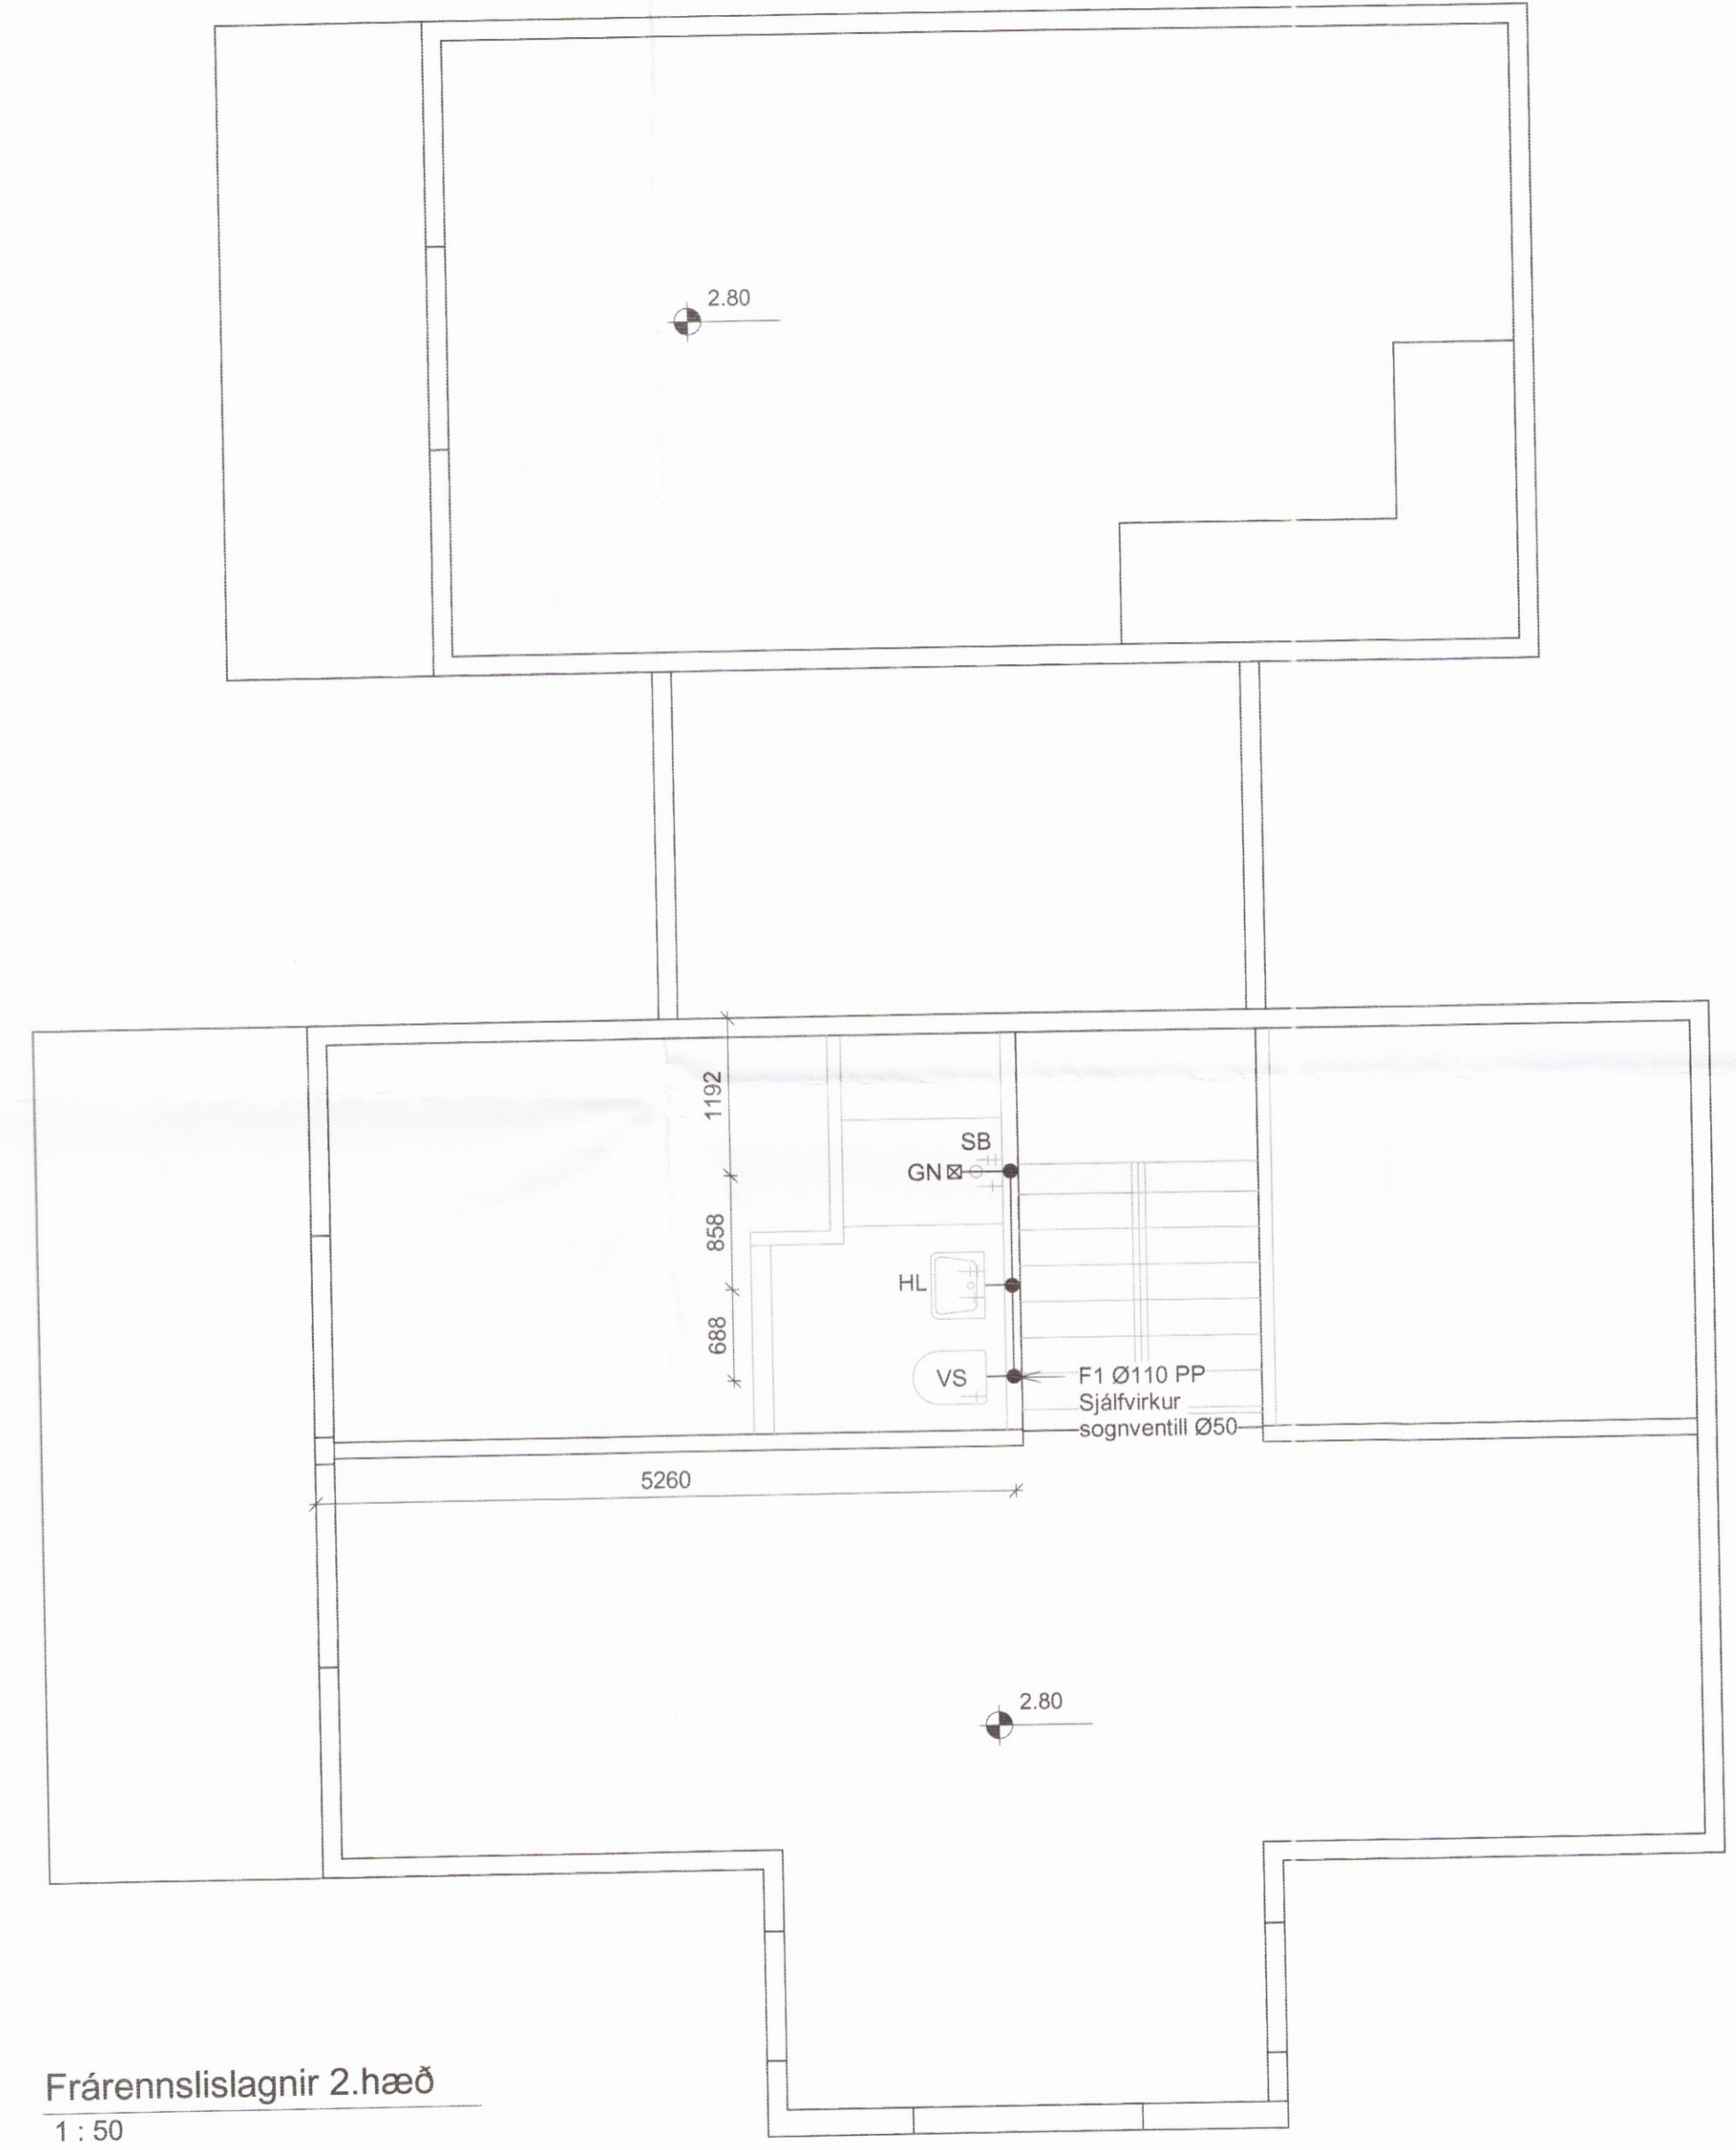 2.80
1192
SB
GN
858
HL
688
VS
F1 Ø110 PP
Sjálfvirkur
sognventill Ø50
5260
2.80
Frárennslislagnir 2.hæð
1 : 50